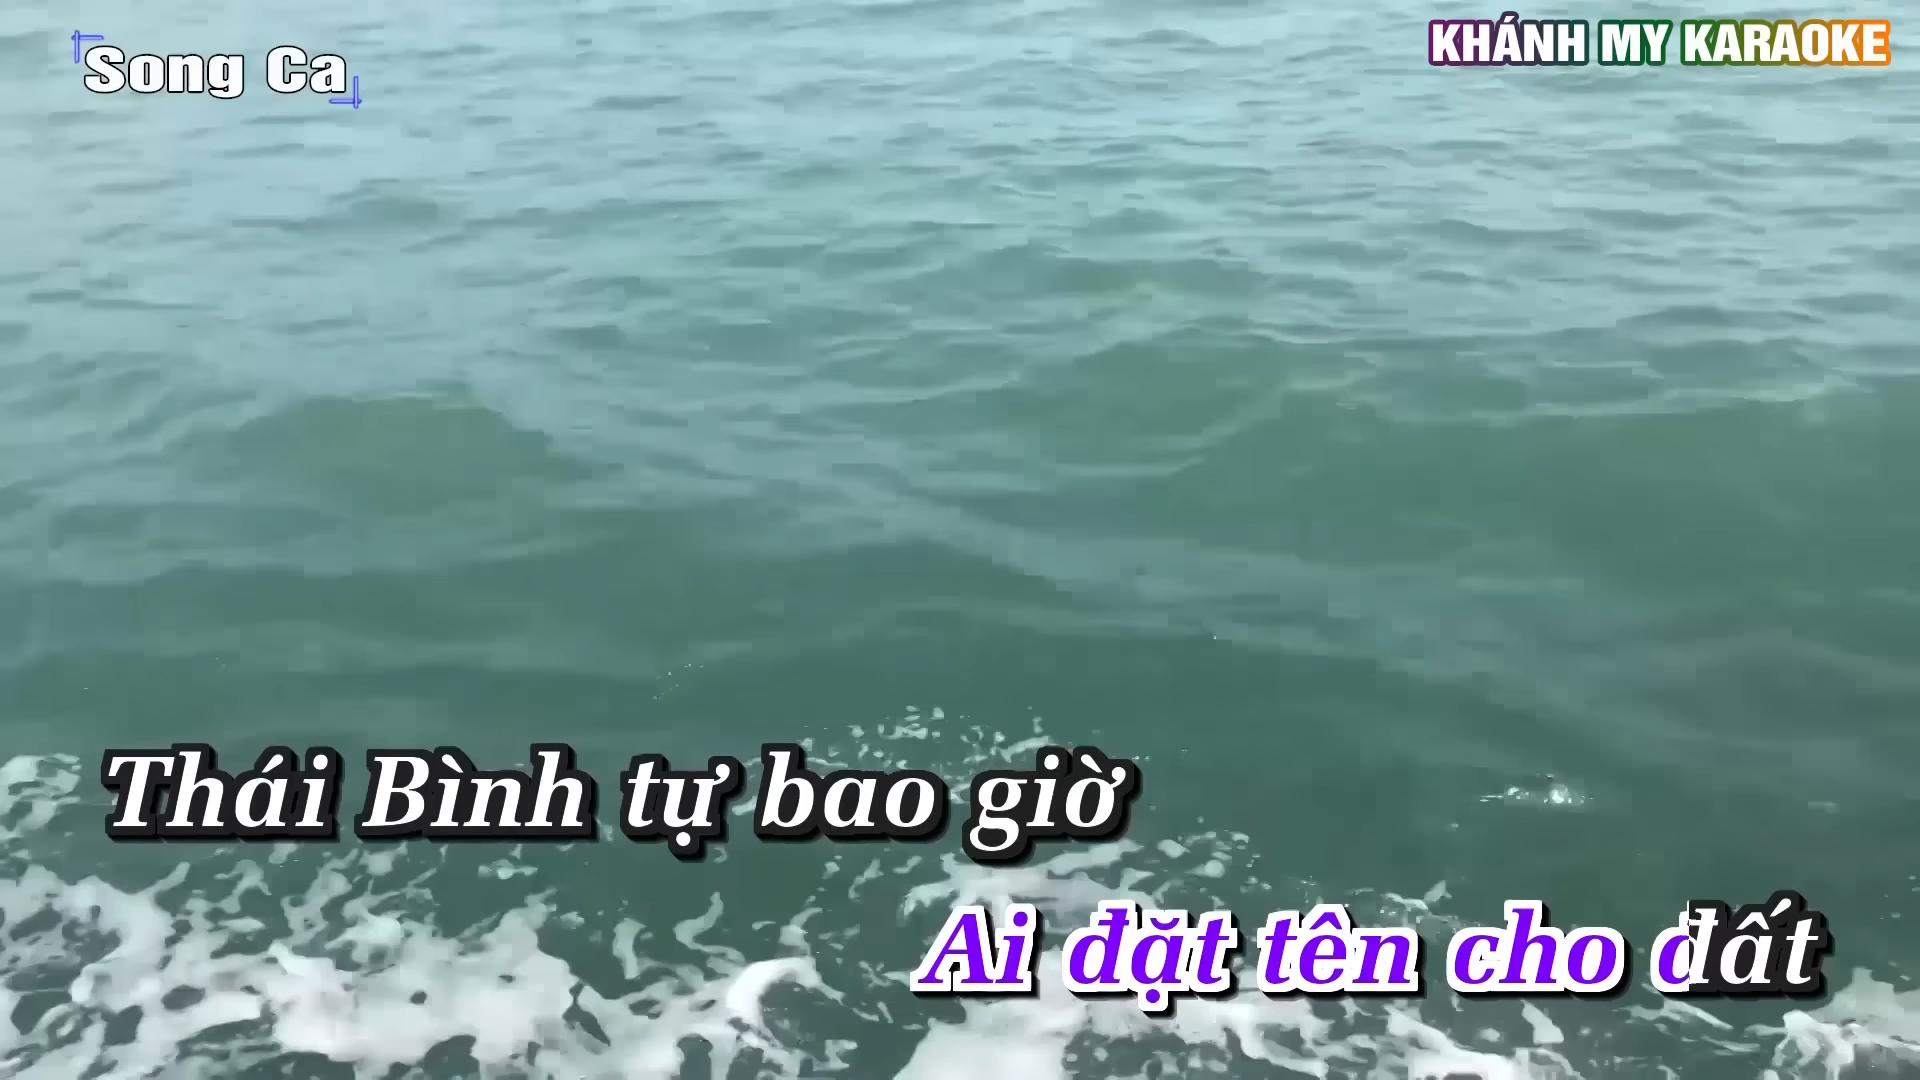 Song Ca
KHÁNH MY KARAOKE
Thái Bình tự bao giờ
Ai đặt tên cho đất